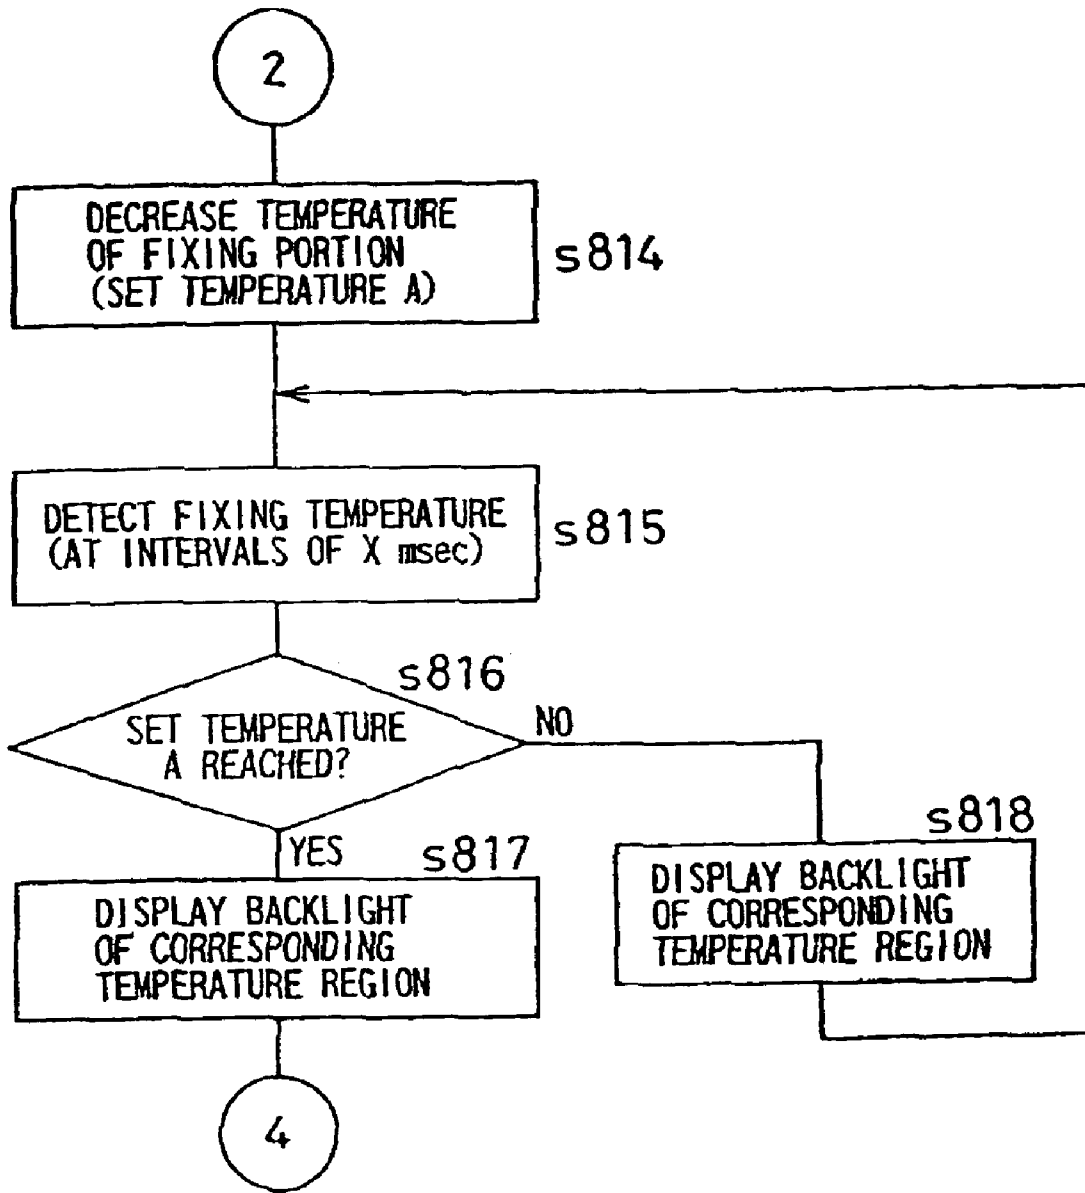 2
DECREASE TEMPERATURE
OF FIXING PORTION
(SET TEMPERATURE A)
s814
DETECT FIXING TEMPERATURE
(AT INTERVALS OF X msec)
s815
s816
SET TEMPERATURE
A REACHED?
NO
YES
s817
DISPLAY BACKLIGHT
OF CORRESPONDING
TEMPERATURE REGION
s818
DISPLAY BACKLIGHT
OF CORRESPONDING
TEMPERATURE REGION
4